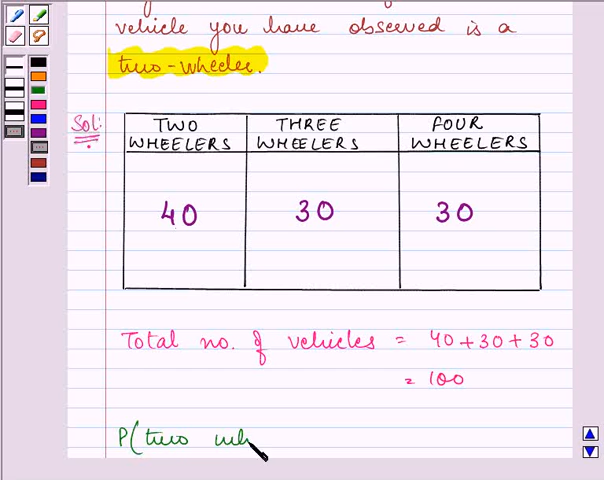 vehicle you have observed is a
two-wheeler.
Sol:
TWO WHEELERS THREE WHEELERS FOUR WHEELERS
40 30 30
Total no. of vehicles = 40 + 30 + 30
= 100
P(two wh